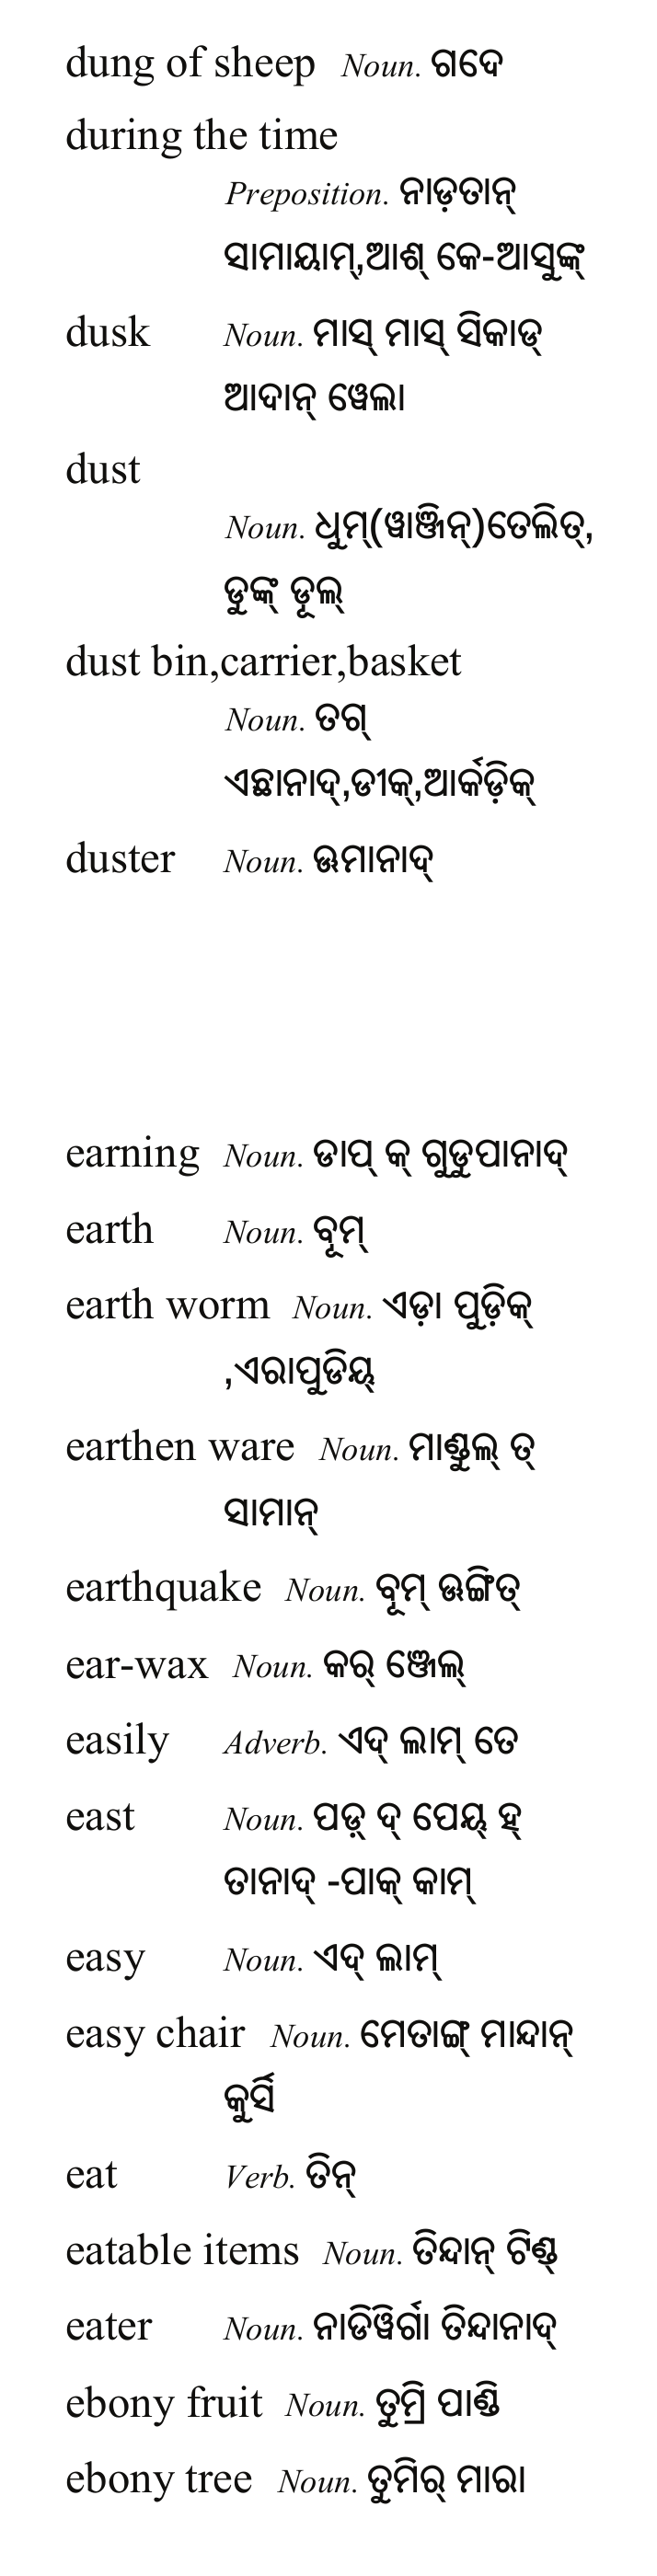 dung of sheep Noun. ଗଦେ
during the time
Preposition. ନାଡ଼ତାନ୍
ସାମାୟାମ୍,ଆଶ୍ କେ-ଆସୁଙ୍କ୍
dusk Noun. ମାସ୍ ମାସ୍ ସିକାଡ୍
ଆଦାନ୍ ୱେଲା
dust
Noun. ଧୁମ୍(ୱାଞ୍ଜିନ୍)ତେଲିତ୍,
ଡୁଙ୍କ୍ ଡୂଲ୍
dust bin,carrier,basket
Noun. ତଗ୍
ଏଛାନାଦ୍,ଡୀକ୍,ଆର୍କଡ଼ିକ୍
duster Noun. ଊମାନାଦ୍
earning Noun. ଡାପ୍ କ୍ ଗୁଡୁପାନାଦ୍
earth Noun. ବୂମ୍
earth worm Noun. ଏଡ଼ା ପୁଡ଼ିକ୍
,ଏରାପୁଡିୟ୍
earthen ware Noun. ମାଣ୍ଡୁଲ୍ ତ୍
ସାମାନ୍
earthquake Noun. ବୂମ୍ ଊଙ୍ଗିତ୍
ear-wax Noun. କର୍ ଞ୍ଜେଲ୍
easily Adverb. ଏଦ୍ ଲାମ୍ ତେ
east Noun. ପଡ଼୍ ଦ୍ ପେୟ୍ ହ୍
ତାନାଦ୍ -ପାକ୍ କାମ୍
easy Noun. ଏଦ୍ ଲାମ୍
easy chair Noun. ମେତାଙ୍ଗ୍ ମାନ୍ଦାନ୍
କୁର୍ସି
eat Verb. ତିନ୍
eatable items Noun. ତିନ୍ଦାନ୍ ଟିଣ୍ଡ୍
eater Noun. ନାଡିୱିର୍ଗା ତିନ୍ଦାନାଦ୍
ebony fruit Noun. ତୁମ୍ରି ପାଣ୍ଡି
ebony tree Noun. ତୁମିର୍ ମାରା